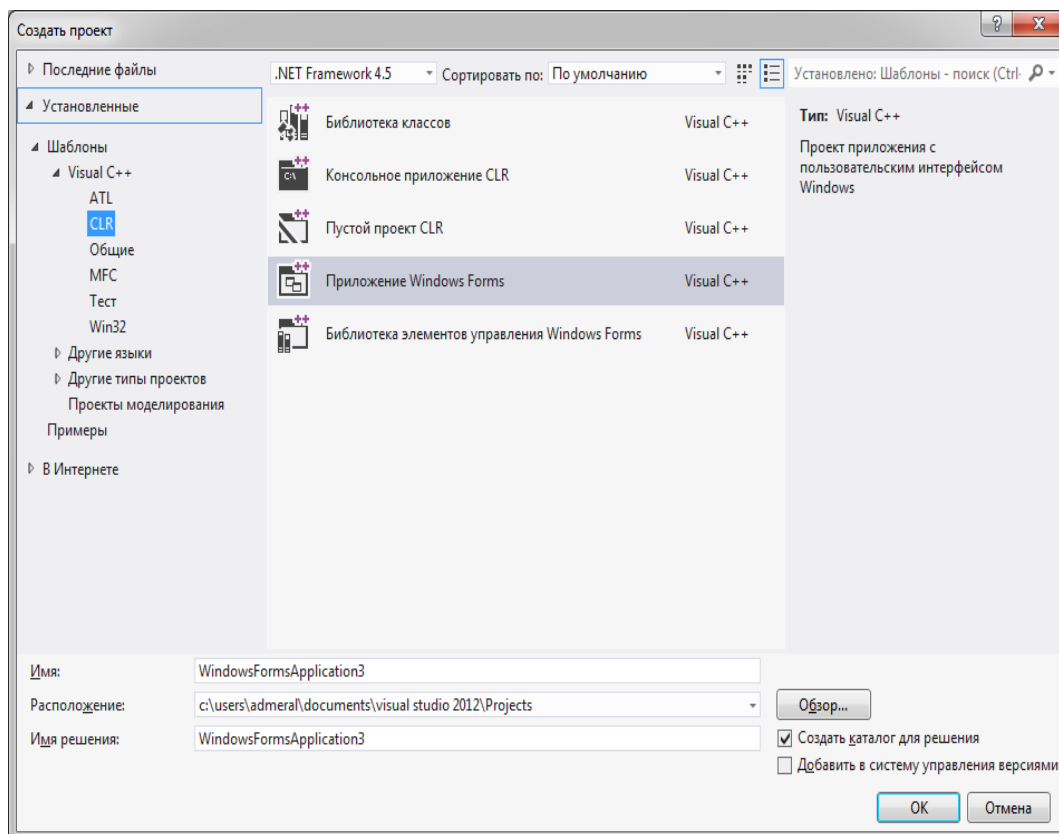 Создать проект
Последние файлы
.NET Framework 4.5 Сортировать по: По умолчанию
Установлено: Шаблоны - поиск (Ctrl-
Установленные
Шаблоны
Visual C++
ATL
CLR
Общие
MFC
Тест
Win32
Другие языки
Другие типы проектов
Проекты моделирования
Примеры
В Интернете
Библиотека классов Visual C++
Консольное приложение CLR Visual C++
Пустой проект CLR Visual C++
Приложение Windows Forms Visual C++
Библиотека элементов управления Windows Forms Visual C++
Тип: Visual C++
Проект приложения с
пользовательским интерфейсом
Windows
Имя: WindowsFormsApplication3
Расположение: c:\users\admeral\documents\visual studio 2012\Projects
Обзор...
Имя решения: WindowsFormsApplication3
Создать каталог для решения
Добавить в систему управления версиями
ОК Отмена